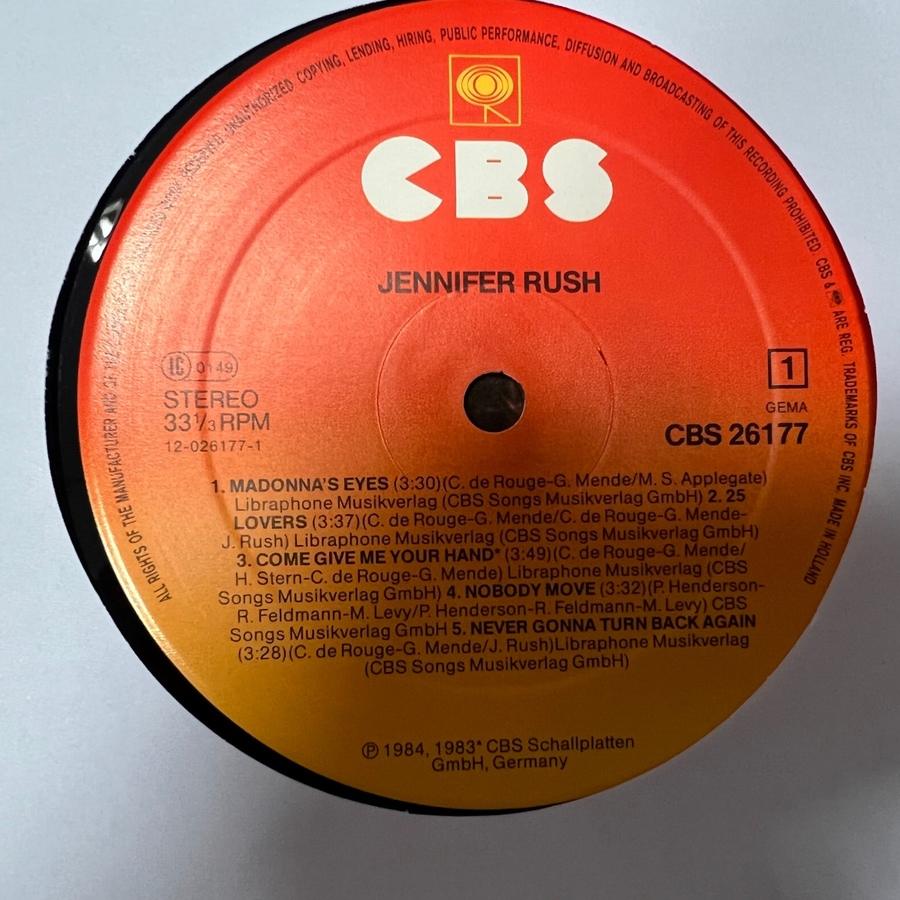 ALL RIGHTS OF THE MANUFACTURER AND OF THE
UNAUTHORIZED COPYING, LENDING, HIRING, PUBLIC PERFORMANCE, DIFFUSION AND BROADCASTING OF THIS RECORDING PROHIBITED. CBS & ARE REG. TRADEMARKS OF CBS INC. MADE IN HOLLAND
CBS
JENNIFER RUSH
LC 0149
STEREO
33⅓ RPM
12-026177-1
1
GEMA
CBS 26177
1. MADONNA'S EYES (3:30)(C. de Rouge-G. Mende/M. S. Applegate)
Libraphone Musikverlag (CBS Songs Musikverlag GmbH) 2. 25
LOVERS (3:37)(C. de Rouge-G. Mende/C. de Rouge-G. Mende-
J. Rush) Libraphone Musikverlag (CBS Songs Musikverlag GmbH)
3. COME GIVE ME YOUR HAND* (3:49)(C. de Rouge-G. Mende/
H. Stern-C. de Rouge-G. Mende) Libraphone Musikverlag (CBS
Songs Musikverlag GmbH) 4. NOBODY MOVE (3:32)(P. Henderson-
R. Feldmann-M. Levy/P. Henderson-R. Feldmann-M. Levy) CBS
Songs Musikverlag GmbH 5. NEVER GONNA TURN BACK AGAIN
(3:28)(C. de Rouge-G. Mende/J. Rush)Libraphone Musikverlag
(CBS Songs Musikverlag GmbH)
℗ 1984, 1983* CBS Schallplatten
GmbH, Germany